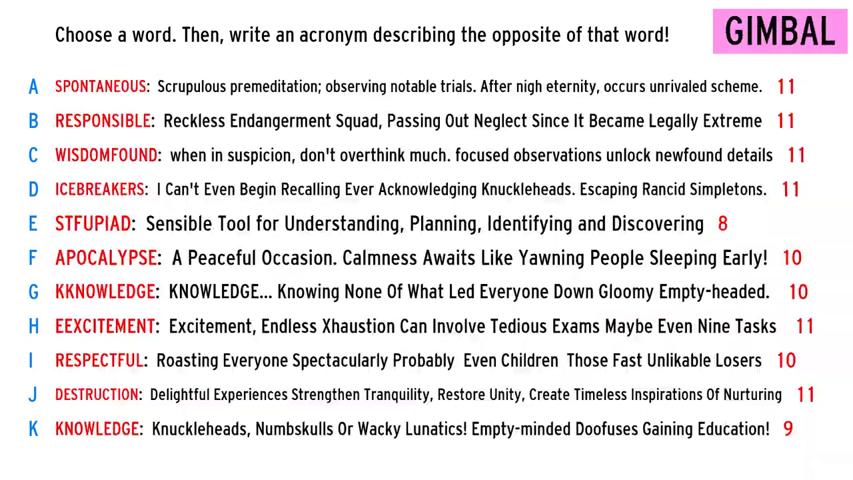 Choose a word. Then, write an acronym describing the opposite of that word!
GIMBAL
A SPONTANEOUS: Scrupulous premeditation; observing notable trials. After nigh eternity, occurs unrivaled scheme. 11
B RESPONSIBLE: Reckless Endangerment Squad, Passing Out Neglect Since It Became Legally Extreme 11
C WISDOMFOUND: when in suspicion, don't overthink much. focused observations unlock newfound details 11
D ICEBREAKERS: I Can't Even Begin Recalling Ever Acknowledging Knuckleheads. Escaping Rancid Simpletons. 11
E STFUPIAD: Sensible Tool for Understanding, Planning, Identifying and Discovering 8
F APOCALYPSE: A Peaceful Occasion. Calmness Awaits Like Yawning People Sleeping Early! 10
G KKNOWLEDGE: KNOWLEDGE... Knowing None Of What Led Everyone Down Gloomy Empty-headed. 10
H EEXCITEMENT: Excitement, Endless Xhaustion Can Involve Tedious Exams Maybe Even Nine Tasks 11
I RESPECTFUL: Roasting Everyone Spectacularly Probably Even Children Those Fast Unlikable Losers 10
J DESTRUCTION: Delightful Experiences Strengthen Tranquility, Restore Unity, Create Timeless Inspirations Of Nurturing 11
K KNOWLEDGE: Knuckleheads, Numbskulls Or Wacky Lunatics! Empty-minded Doofuses Gaining Education! 9